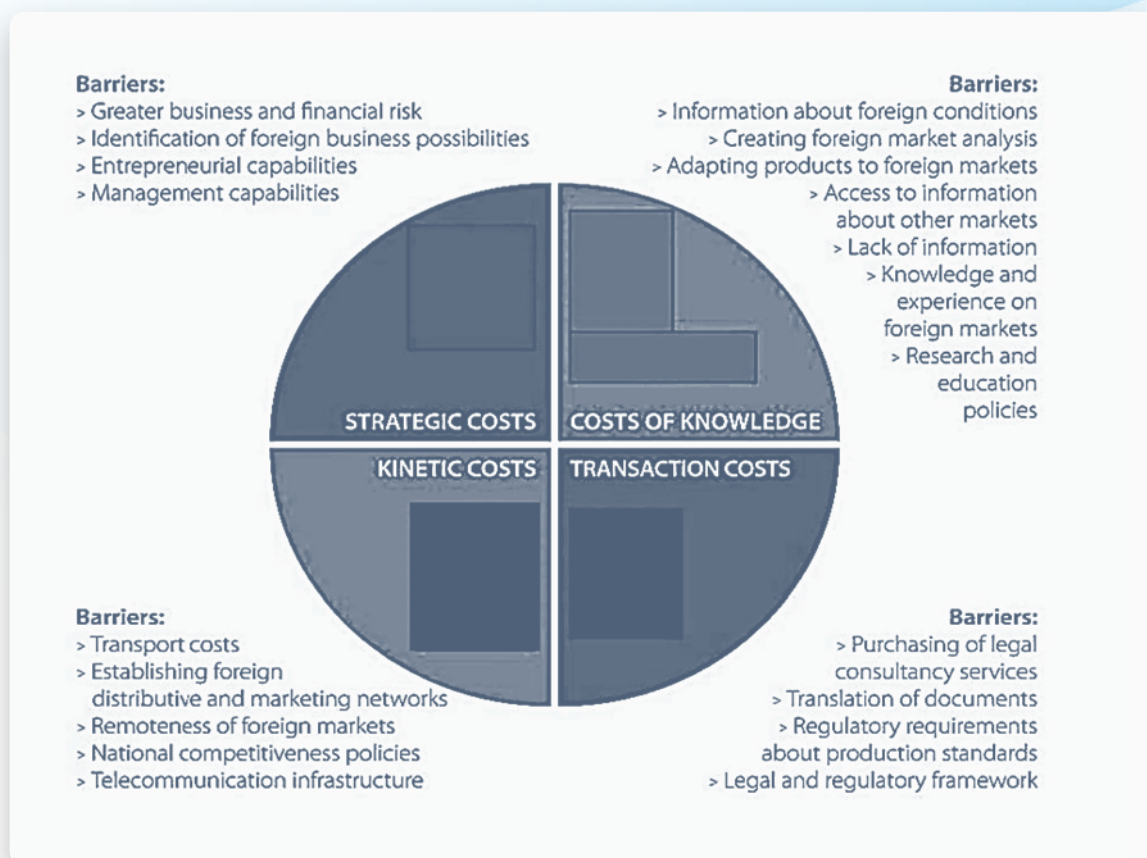 Barriers:
> Greater business and financial risk
> Identification of foreign business possibilities
> Entrepreneurial capabilities
> Management capabilities
Barriers:
> Information about foreign conditions
> Creating foreign market analysis
> Adapting products to foreign markets
> Access to information
about other markets
> Lack of information
> Knowledge and
experience on
foreign markets
> Research and
education
policies
STRATEGIC COSTS
COSTS OF KNOWLEDGE
KINETIC COSTS
TRANSACTION COSTS
Barriers:
> Transport costs
> Establishing foreign
distributive and marketing networks
> Remoteness of foreign markets
> National competitiveness policies
> Telecommunication infrastructure
Barriers:
> Purchasing of legal
consultancy services
> Translation of documents
> Regulatory requirements
about production standards
> Legal and regulatory framework